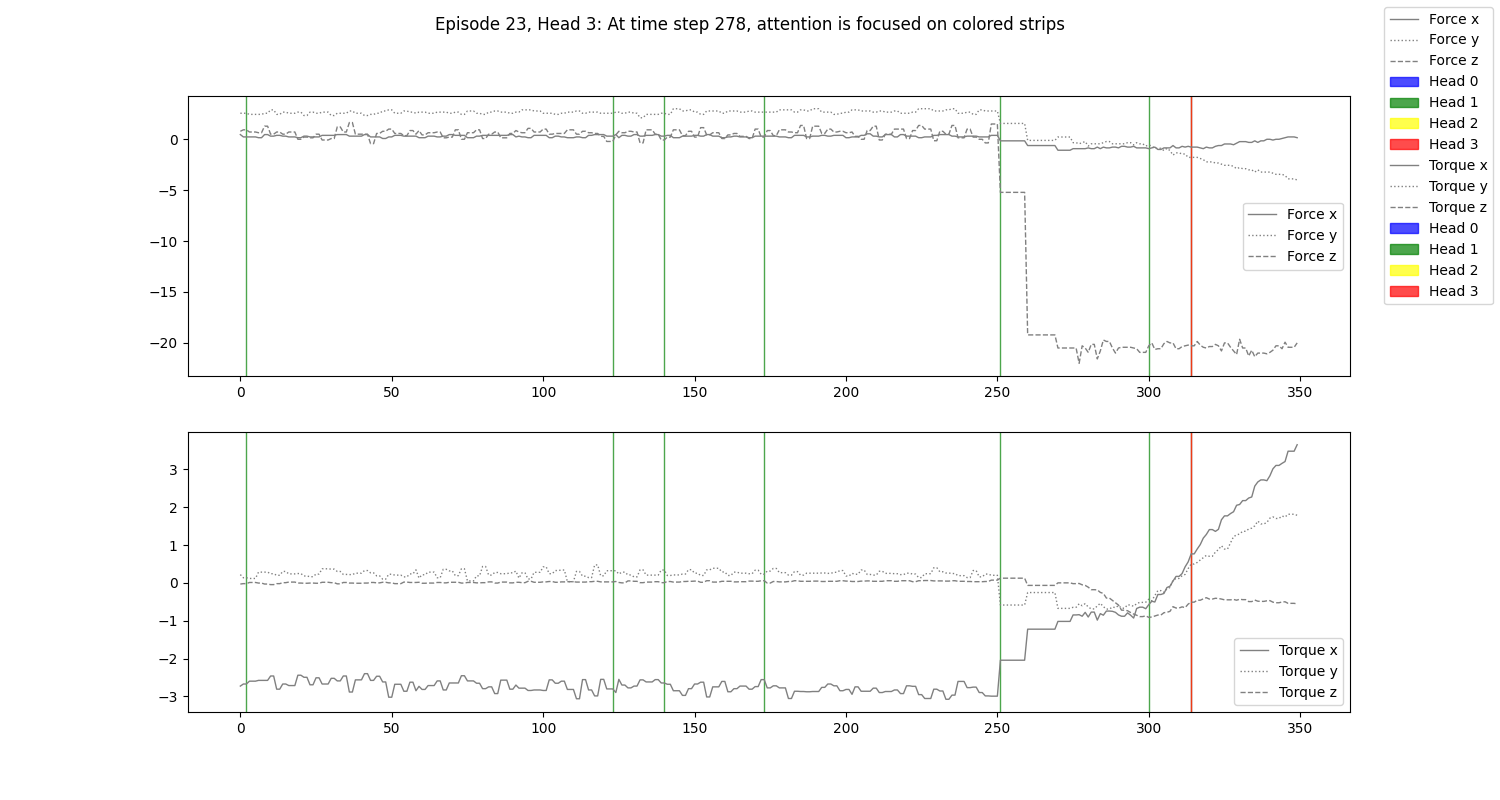 Episode 23, Head 3: At time step 278, attention is focused on colored strips
Force x
Force y
Force z
Head 0
Head 1
Head 2
Head 3
Torque x
Torque y
Torque z
Head 0
Head 1
Head 2
Head 3
0
−5
−10
−15
−20
Force x
Force y
Force z
0 50 100 150 200 250 300 350
3
2
1
0
−1
−2
−3
Torque x
Torque y
Torque z
0 50 100 150 200 250 300 350